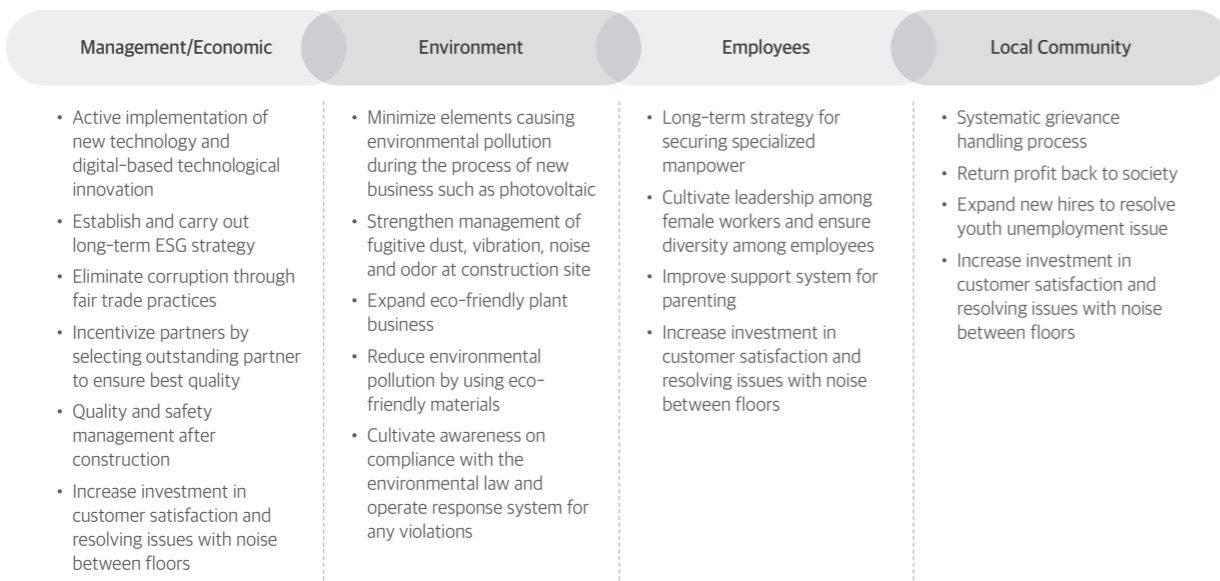 Management/Economic
• Active implementation of
new technology and
digital-based technological
innovation
• Establish and carry out
long-term ESG strategy
• Eliminate corruption through
fair trade practices
• Incentivize partners by
selecting outstanding partner
to ensure best quality
• Quality and safety
management after
construction
• Increase investment in
customer satisfaction and
resolving issues with noise
between floors
Environment
• Minimize elements causing
environmental pollution
during the process of new
business such as photovoltaic
• Strengthen management of
fugitive dust, vibration, noise
and odor at construction site
• Expand eco-friendly plant
business
• Reduce environmental
pollution by using eco-
friendly materials
• Cultivate awareness on
compliance with the
environmental law and
operate response system for
any violations
Employees
• Long-term strategy for
securing specialized
manpower
• Cultivate leadership among
female workers and ensure
diversity among employees
• Improve support system for
parenting
• Increase investment in
customer satisfaction and
resolving issues with noise
between floors
Local Community
• Systematic grievance
handling process
• Return profit back to society
• Expand new hires to resolve
youth unemployment issue
• Increase investment in
customer satisfaction and
resolving issues with noise
between floors